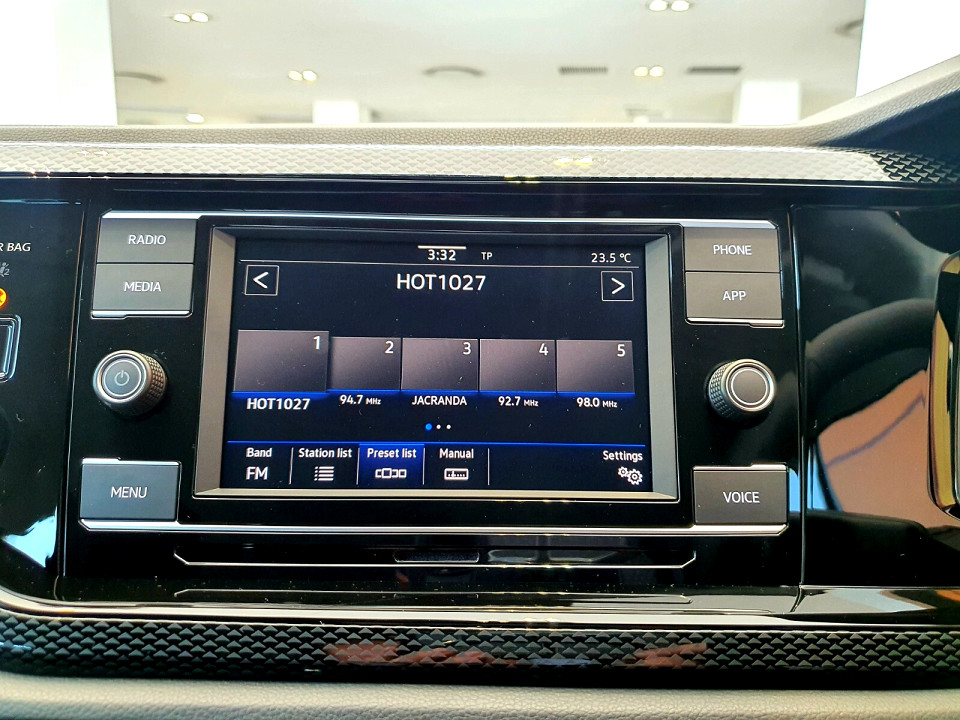 R BAG
RADIO
MEDIA
MENU
PHONE
APP
VOICE
3:32 TP 23.5 °C
< HOT1027 >
1 2 3 4 5
HOT1027 94.7 MHz JACRANDA 92.7 MHz 98.0 MHz
Band Station list Preset list Manual Settings
FM